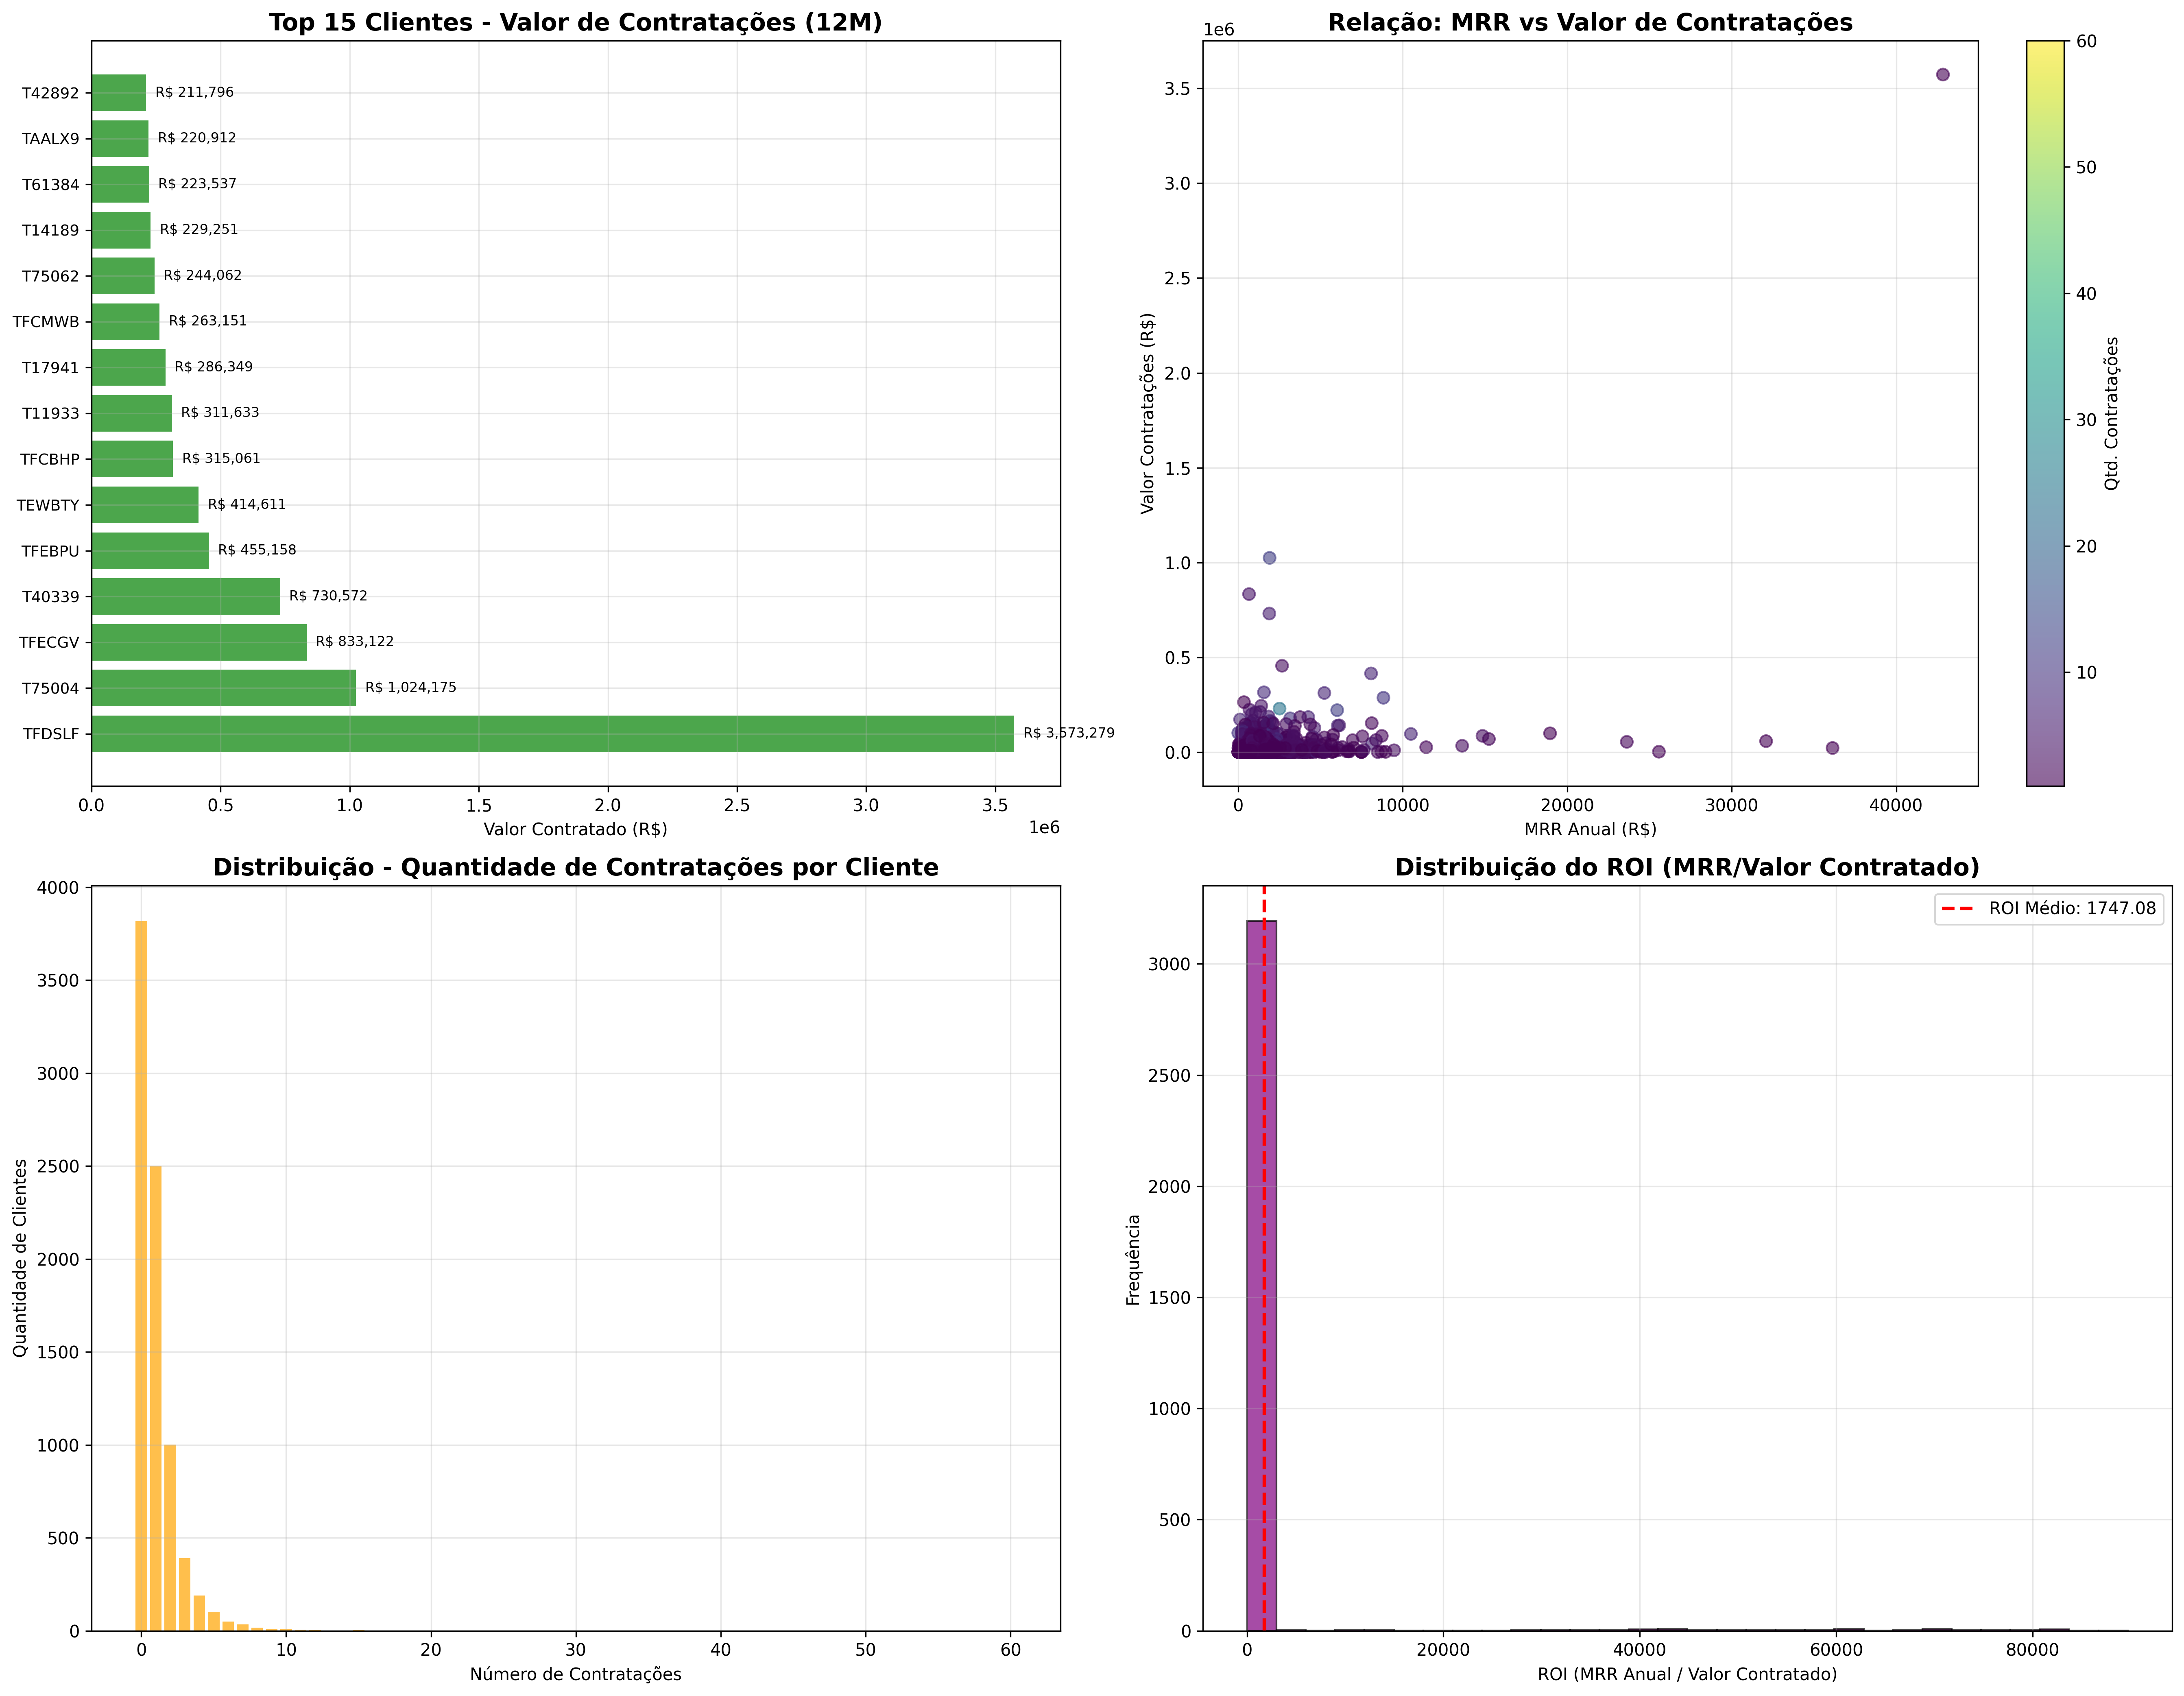 Top 15 Clientes - Valor de Contratações (12M)
T42892
R$ 211,796
TAALX9
R$ 220,912
T61384
R$ 223,537
T14189
R$ 229,251
T75062
R$ 244,062
TFCMWB
R$ 263,151
T17941
R$ 286,349
T11933
R$ 311,633
TFCBHP
R$ 315,061
TEWBTY
R$ 414,611
TFEBPU
R$ 455,158
T40339
R$ 730,572
TFECGV
R$ 833,122
T75004
R$ 1,024,175
TFDSLF
R$ 3,573,279
0.0 0.5 1.0 1.5 2.0 2.5 3.0 3.5
1e6
Valor Contratado (R$)
Relação: MRR vs Valor de Contratações
1e6
3.5
3.0
2.5
2.0
1.5
1.0
0.5
0.0
Valor Contratações (R$)
0 10000 20000 30000 40000
MRR Anual (R$)
60
50
40
30
20
10
Qtd. Contratações
Distribuição - Quantidade de Contratações por Cliente
4000
3500
3000
2500
2000
1500
1000
500
0
Quantidade de Clientes
0 10 20 30 40 50 60
Número de Contratações
Distribuição do ROI (MRR/Valor Contratado)
ROI Médio: 1747.08
3000
2500
2000
1500
1000
500
0
Frequência
0 20000 40000 60000 80000
ROI (MRR Anual / Valor Contratado)